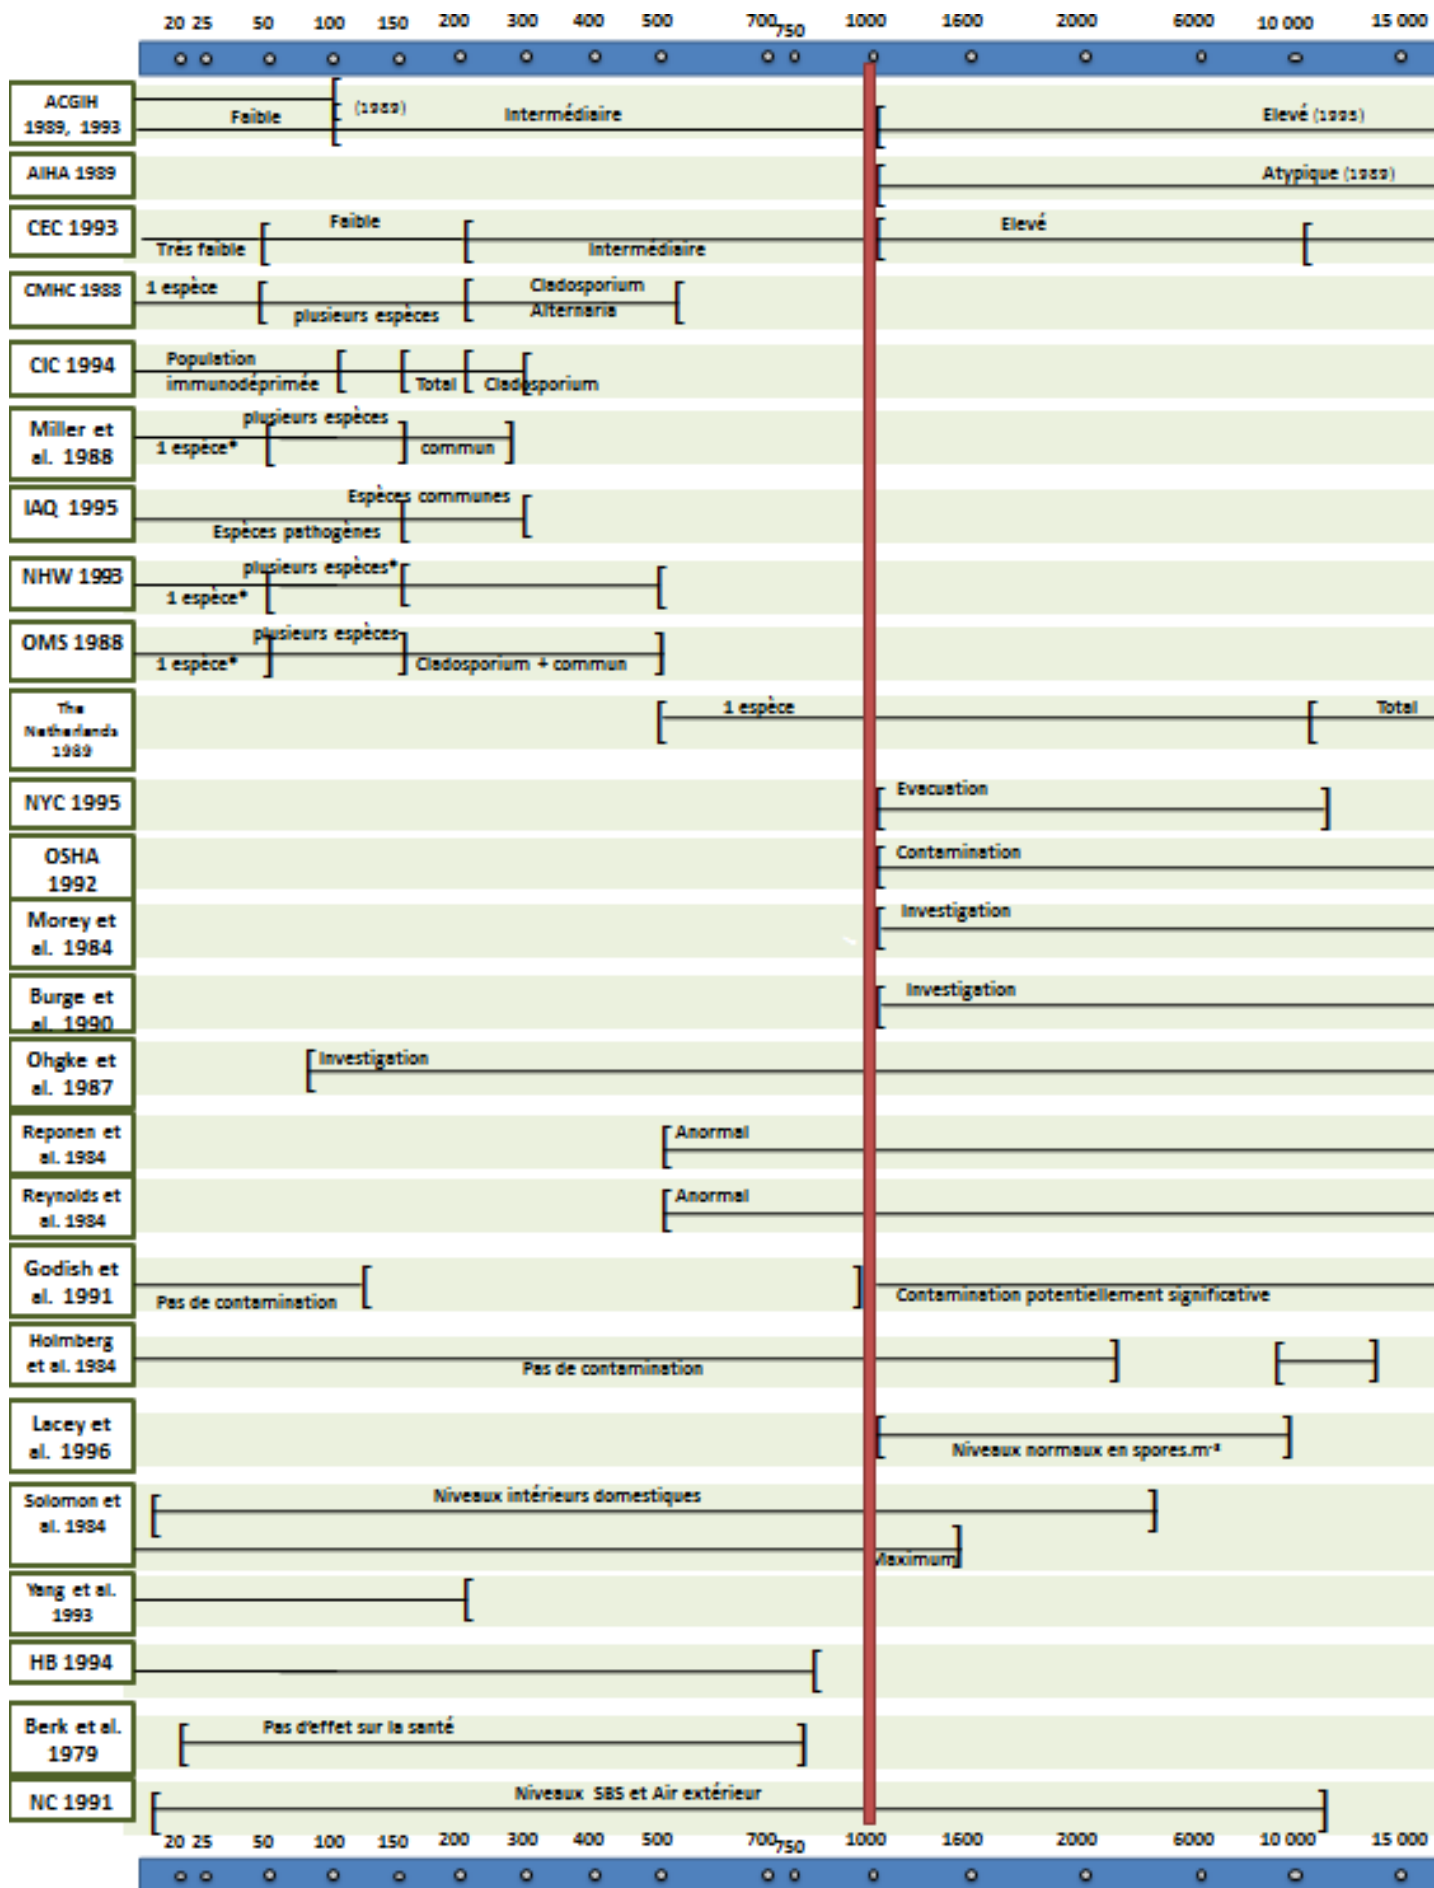 20 25 50 100 150 200 300 400 500 700 750 1000 1600 2000 6000 10 000 15 000
ACGIH
1989, 1993
Faible
(1989)
Intermédiaire
Elevé (1993)
AIHA 1989
Atypique (1989)
CEC 1993
Très faible
Faible
Intermédiaire
Elevé
CMHC 1988
1 espèce
plusieurs espèces
Cladosporium
Alternaria
CIC 1994
Population
immunodéprimée
Total
Cladosporium
Miller et
al. 1988
1 espèce*
plusieurs espèces
commun
IAQ 1995
Espèces communes
Espèces pathogènes
NHW 1993
plusieurs espèces*
1 espèce*
OMS 1988
plusieurs espèces
1 espèce*
Cladosporium + commun
The
Netherlands
1989
1 espèce
Total
NYC 1995
Evacuation
OSHA
1992
Contamination
Morey et
al. 1984
Investigation
Burge et
al. 1990
Investigation
Ohgke et
al. 1987
Investigation
Reponen et
al. 1984
Anormal
Reynolds et
al. 1984
Anormal
Godish et
al. 1991
Pas de contamination
Contamination potentiellement significative
Holmberg
et al. 1984
Pas de contamination
Lacey et
al. 1996
Niveaux normaux en spores.m⁻³
Solomon et
al. 1984
Niveaux intérieurs domestiques
Maximum
Yang et al.
1993
HB 1994
Berk et al.
1979
Pas d'effet sur la santé
NC 1991
Niveaux SBS et Air extérieur
20 25 50 100 150 200 300 400 500 700 750 1000 1600 2000 6000 10 000 15 000